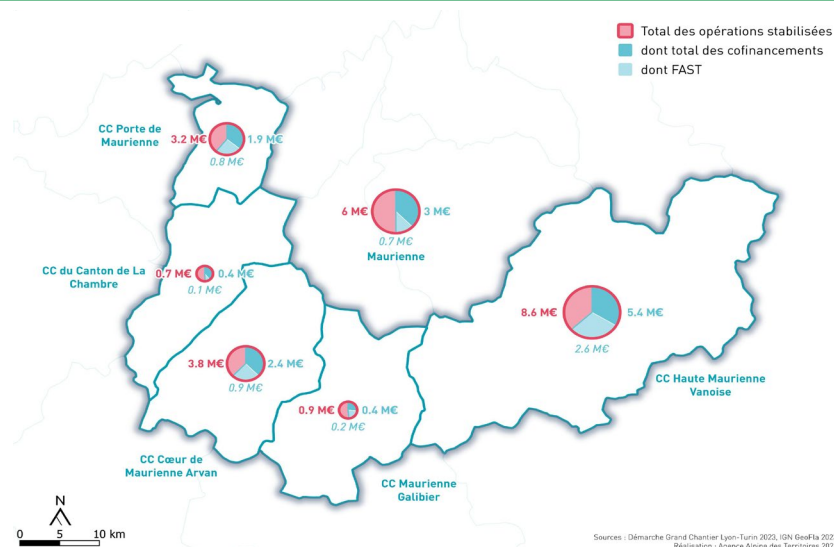 Total des opérations stabilisées
dont total des cofinancements
dont FAST
CC Porte de
Maurienne
3.2 M€
1.9 M€
0.8 M€
6 M€
3 M€
0.7 M€
Maurienne
CC du Canton de La
Chambre
0.7 M€
0.4 M€
0.1 M€
8.6 M€
5.4 M€
2.6 M€
3.8 M€
2.4 M€
0.9 M€
CC Haute Maurienne
Vanoise
0.9 M€
0.4 M€
0.2 M€
CC Cœur de
Maurienne Arvan
CC Maurienne
Galibier
N
0 5 10 km
Sources : Démarche Grand Chantier Lyon-Turin 2023, IGN GeoFla
Réalisation : Agence Alpine des Territoires